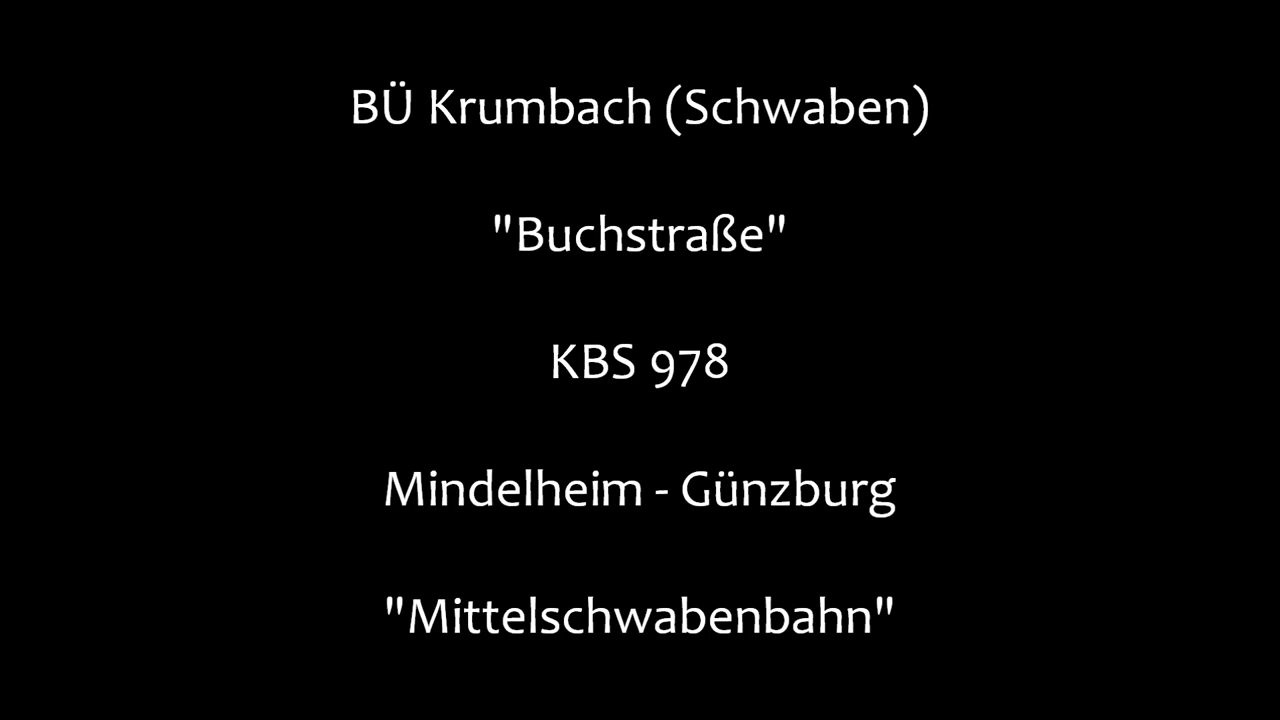 BÜ Krumbach (Schwaben)
"Buchstraße"
KBS 978
Mindelheim - Günzburg
"Mittelschwabenbahn"